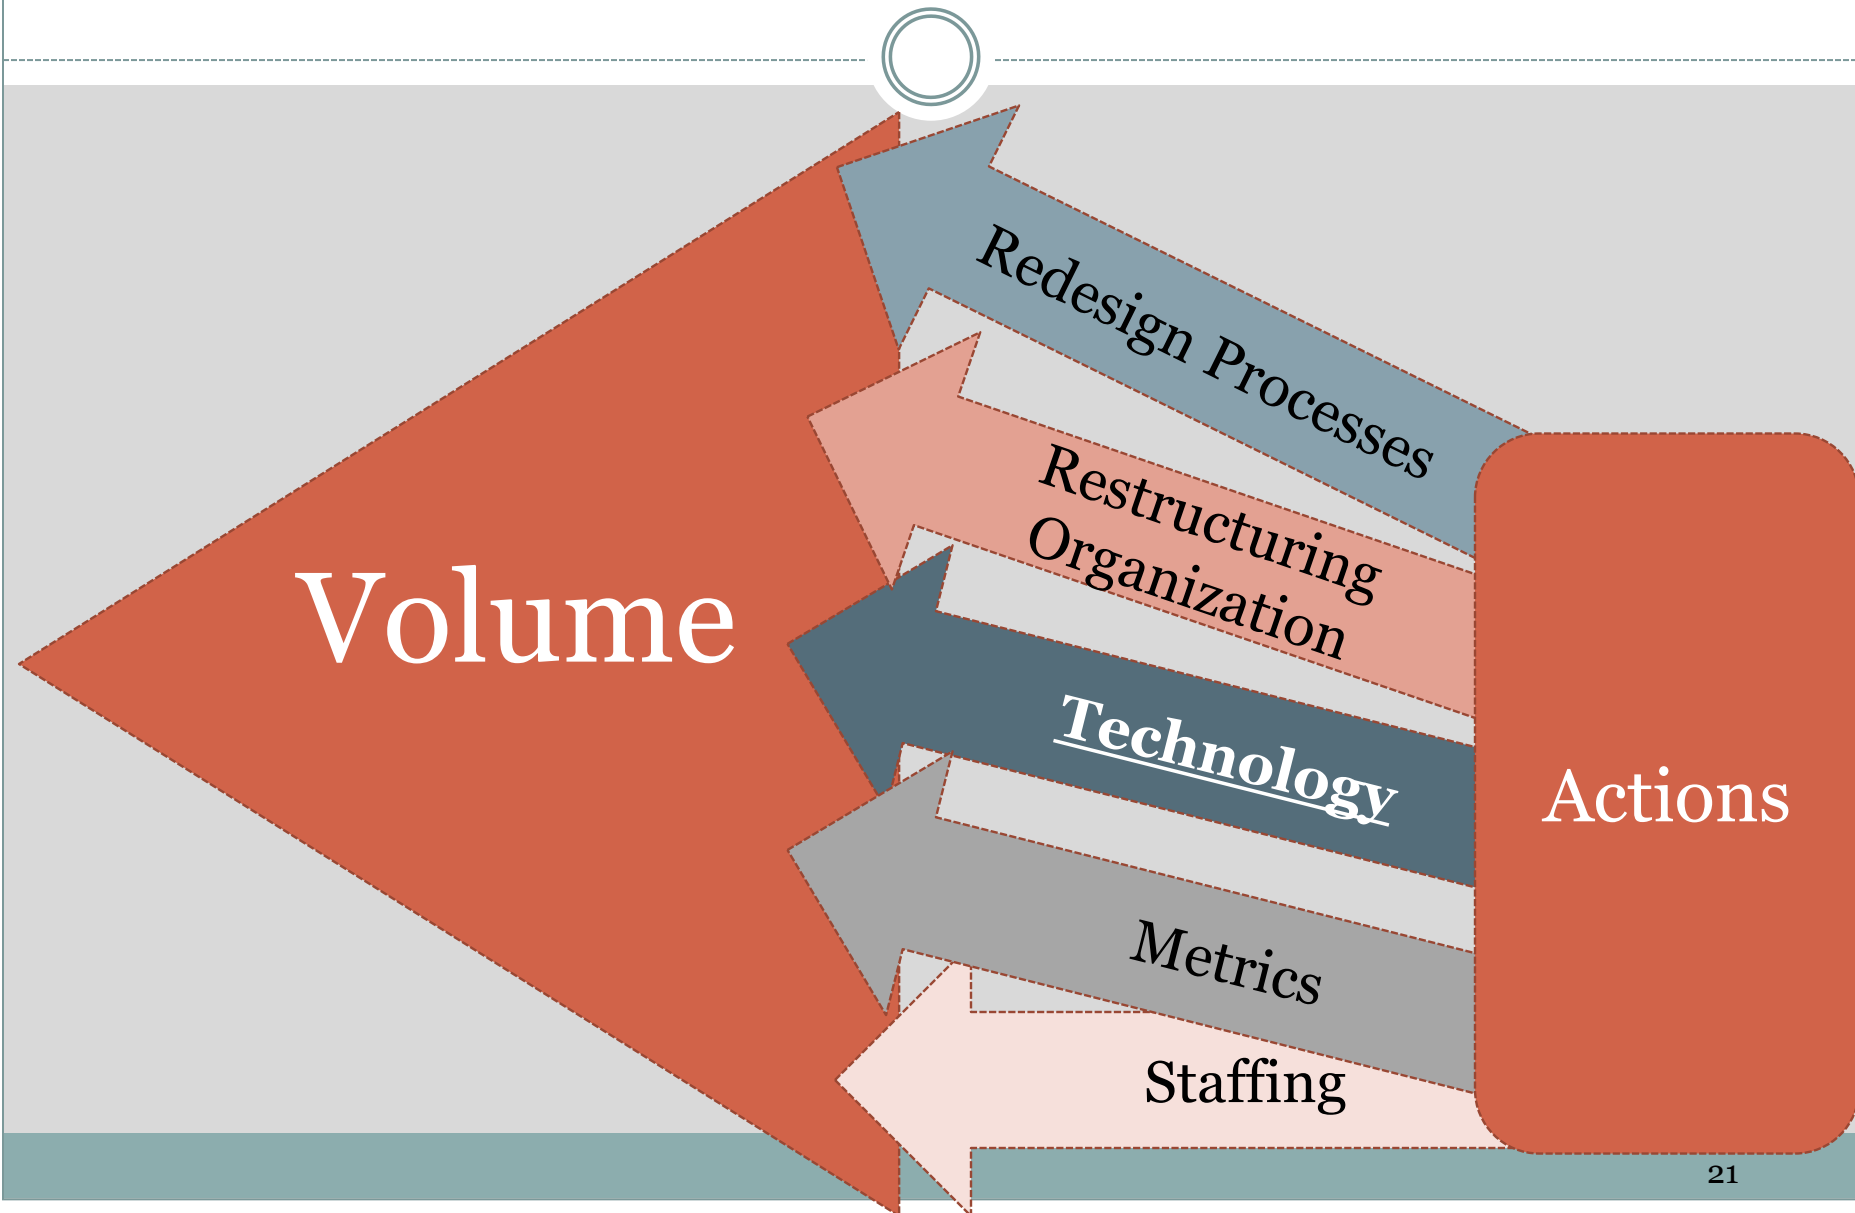 Redesign Processes
Restructuring
Organization
Volume
Technology
Actions
Metrics
Staffing
21